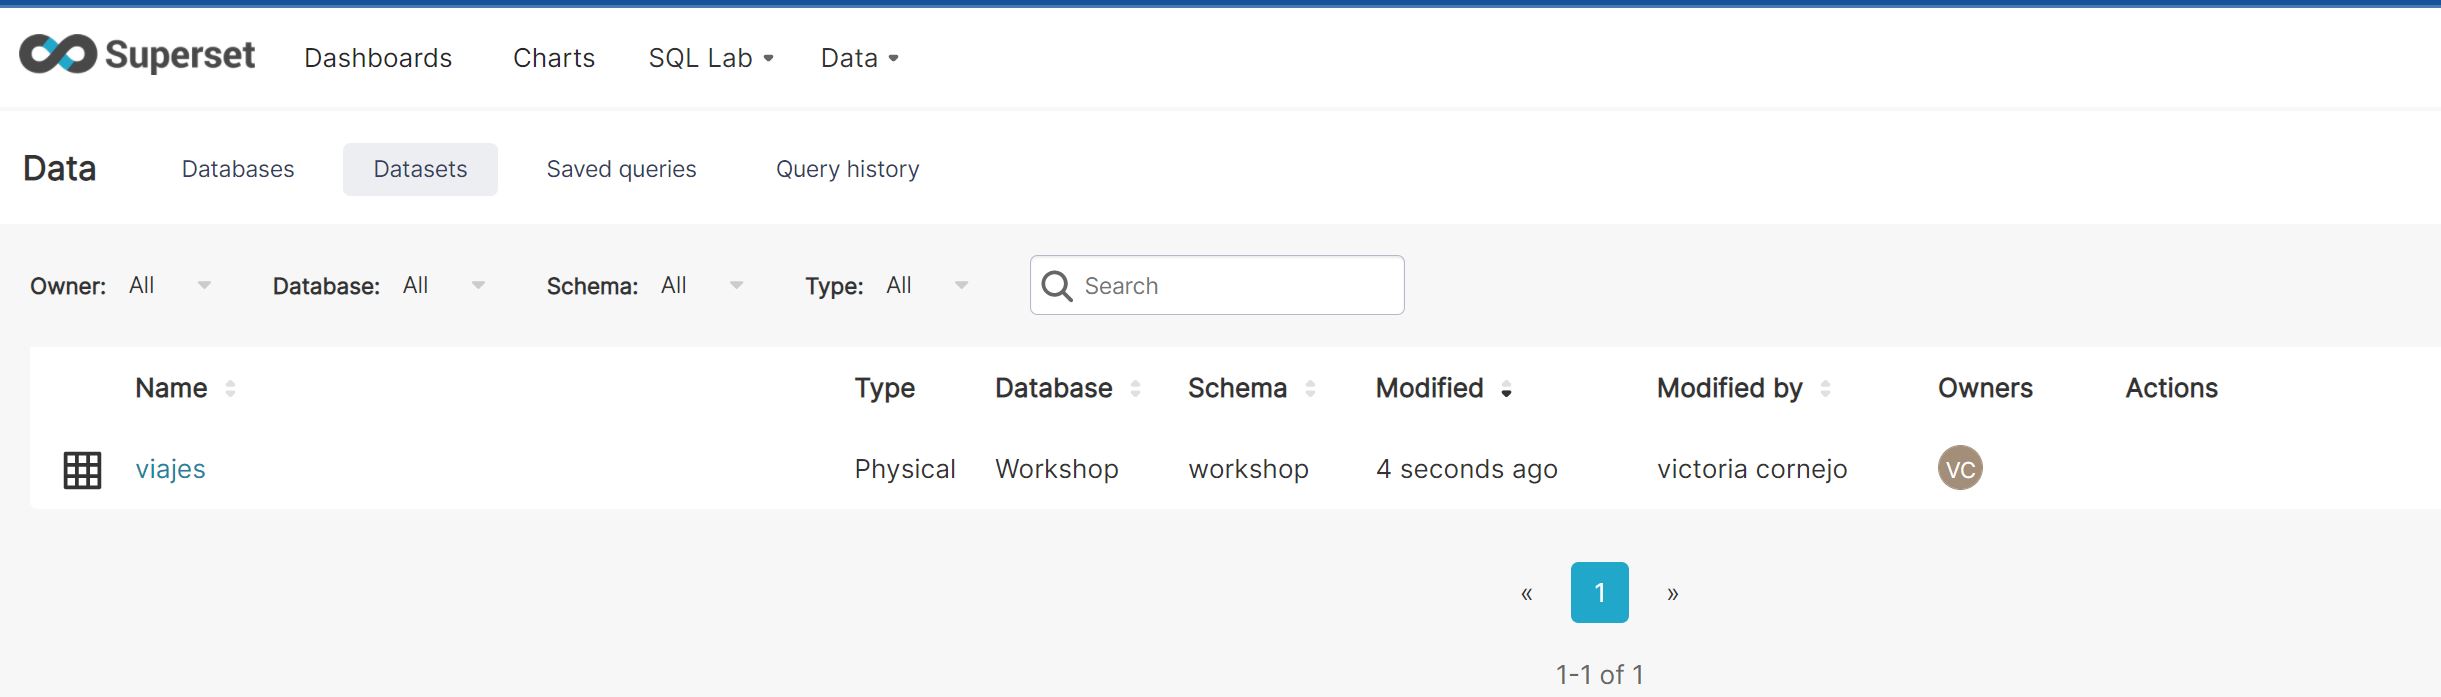 Superset Dashboards Charts SQL Lab Data
Data Databases Datasets Saved queries Query history
Owner: All Database: All Schema: All Type: All Search
Name Type Database Schema Modified Modified by Owners Actions
viajes Physical Workshop workshop 4 seconds ago victoria cornejo VC
« 1 »
1-1 of 1